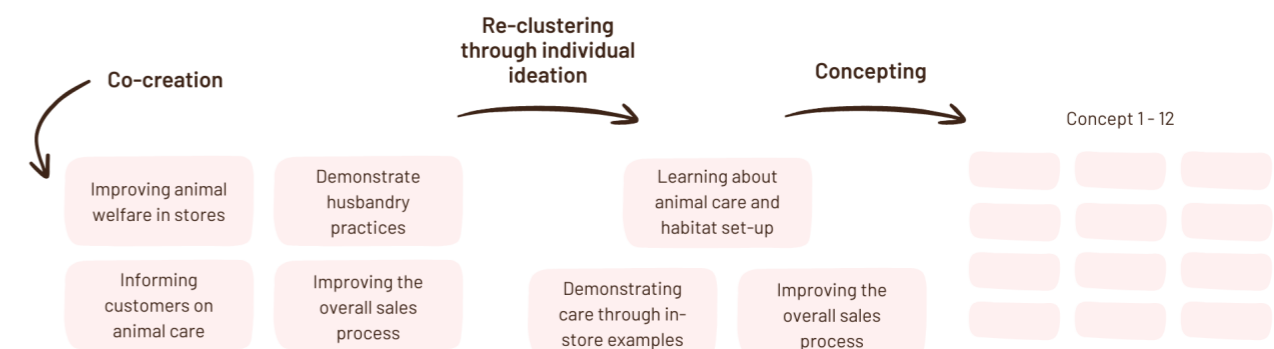 Co-creation
Re-clustering
through individual
ideation
Concepting
Concept 1 - 12
Improving animal
welfare in stores
Demonstrate
husbandry
practices
Informing
customers on
animal care
Improving the
overall sales
process
Learning about
animal care and
habitat set-up
Demonstrating
care through in-
store examples
Improving the
overall sales
process